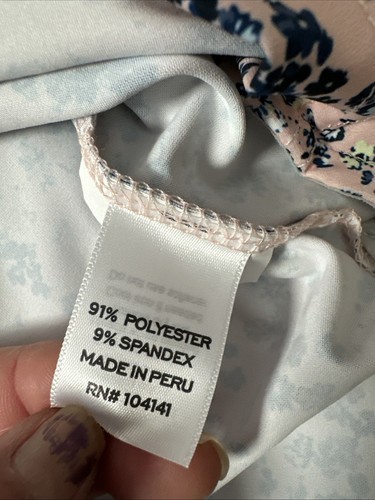 91% POLYESTER
9% SPANDEX
MADE IN PERU
RN# 104141